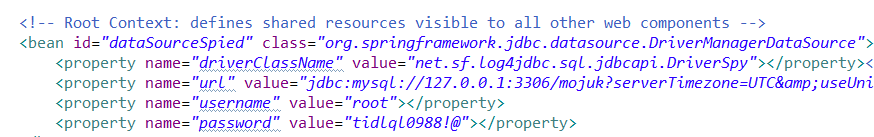 <!-- Root Context: defines shared resources visible to all other web components -->
<bean id="dataSourceSpied" class="org.springframework.jdbc.datasource.DriverManagerDataSource">
<property name="driverClassName" value="net.sf.log4jdbc.sql.jdbcapi.DriverSpy"></property><
<property name="url" value="jdbc:mysql://127.0.0.1:3306/mojuk?serverTimezone=UTC&amp;useUni
<property name="username" value="root"></property>
<property name="password" value="tidlql0988!@"></property>